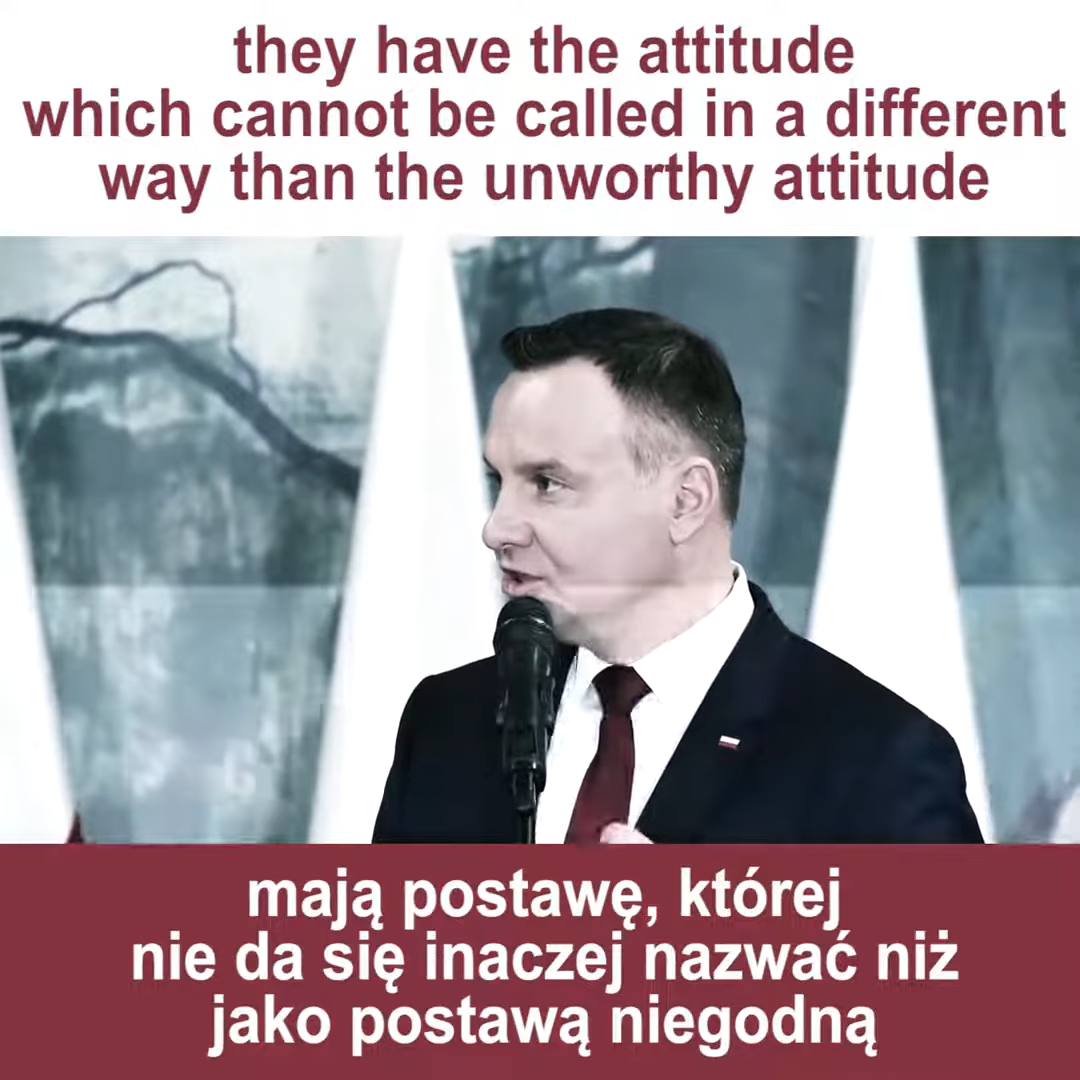 they have the attitude
which cannot be called in a different
way than the unworthy attitude
mają postawę, której
nie da się inaczej nazwać niż
jako postawą niegodną